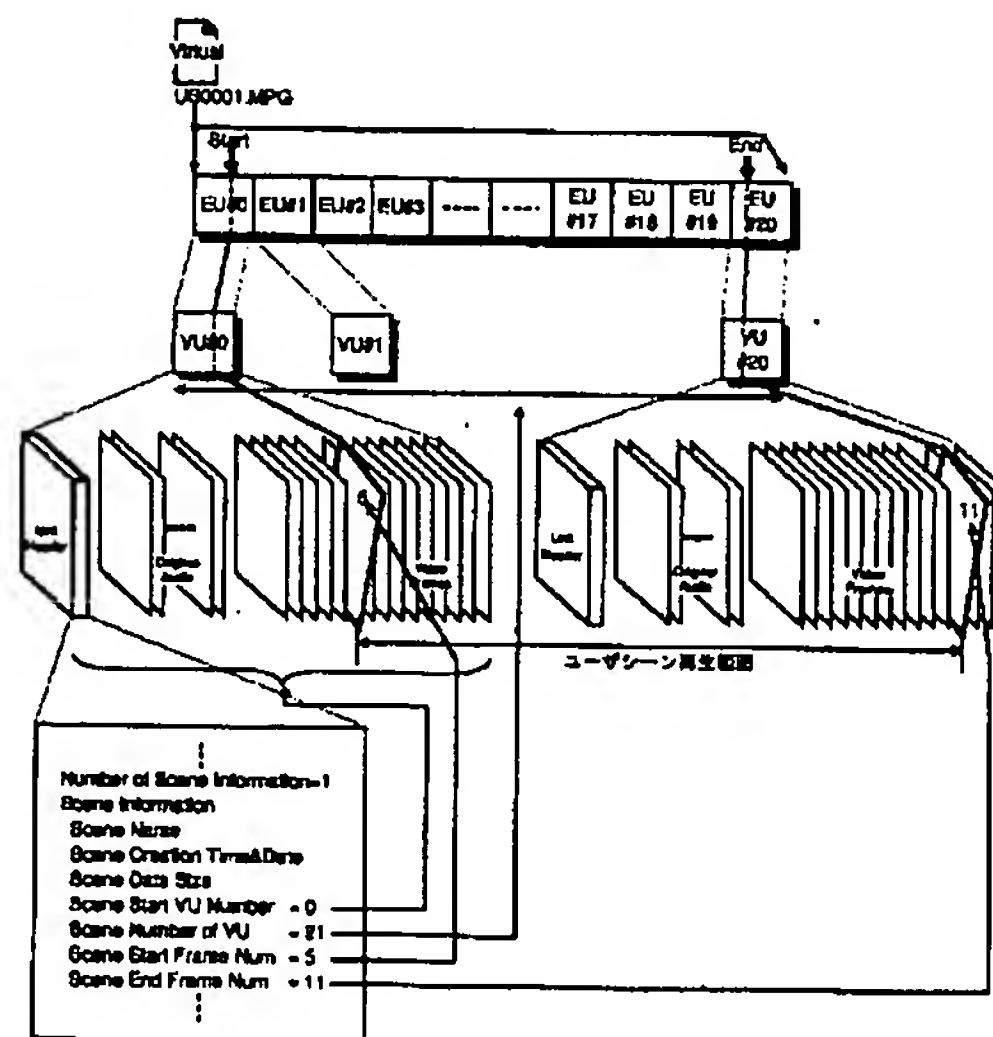 Virtual
US0001.MPG
Start
End
EU#0
EU#1
EU#2
EU#3
----
----
EU
#17
EU
#18
EU
#19
EU
#20
VU#0
VU#1
VU
#20
Original
Audio
Video
5
Original
Audio
Video
11
ユーザシーン再生範囲
Number of Scene Information=1
Scene Information
Scene Name
Scene Creation Time&Date
Scene Data Size
Scene Start VU Number = 0
Scene Number of VU = 21
Scene Start Frame Num = 5
Scene End Frame Num = 11